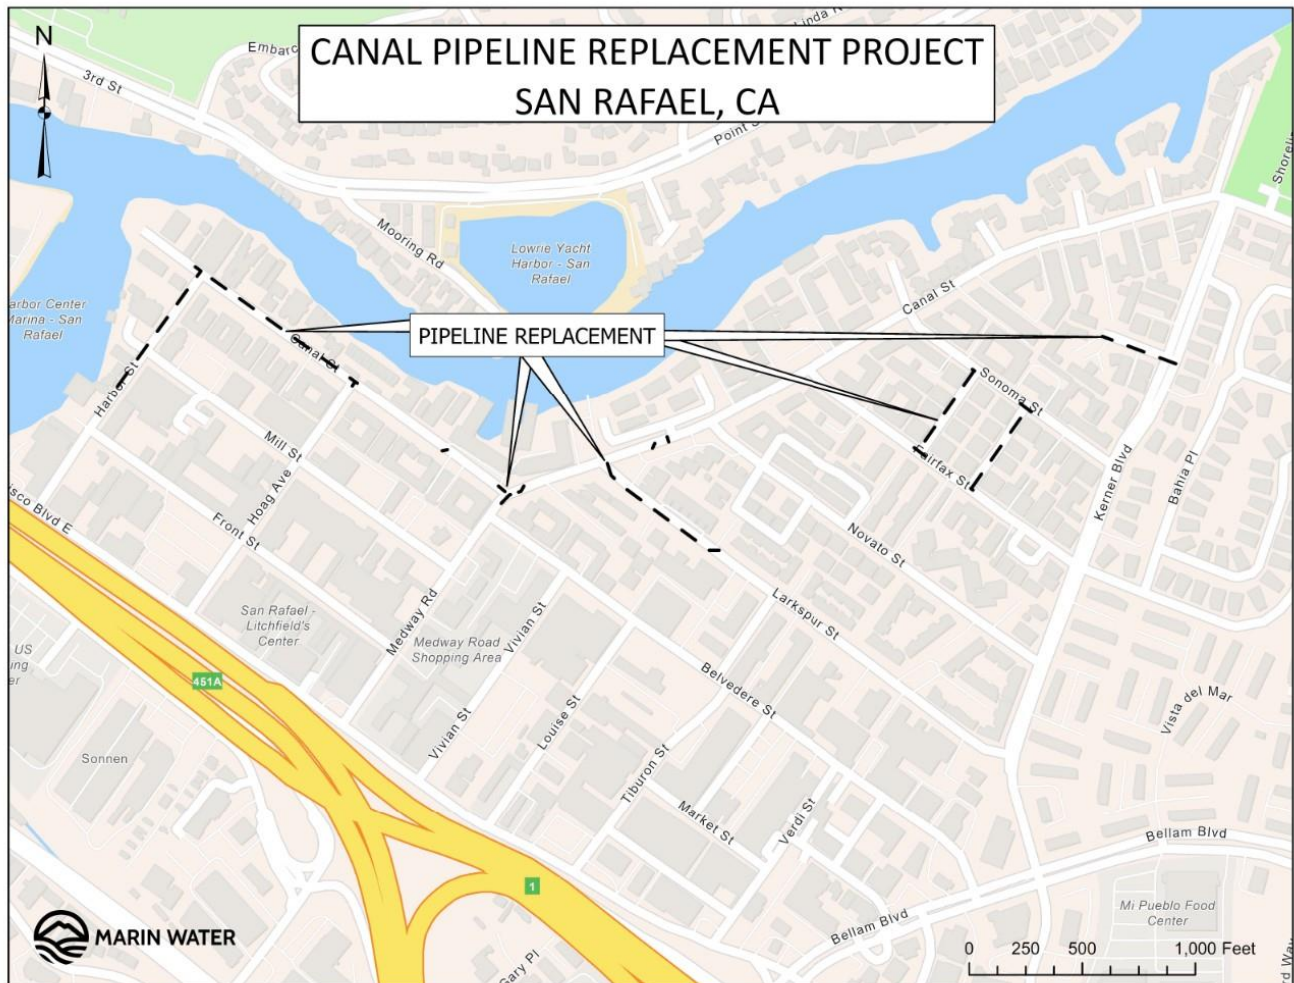 CANAL PIPELINE REPLACEMENT PROJECT
SAN RAFAEL, CA
N
3rd St
Mooring Rd
Lowrie Yacht
Harbor - San
Rafael
Marina - San
Rafael
PIPELINE REPLACEMENT
Canal St
Canal St
Harbor St
Mill St
Hoag Ave
Front St
Blvd E
Sonoma St
Fairfax St
Kerner Blvd
Bahia Pl
Novato St
Larkspur St
San Rafael -
Litchfield's
Center
Medway Rd
Medway Road
Shopping Area
Vivian St
Vivian St
Louise St
Belvedere St
Tiburon St
Market St
Verdi St
Vista del Mar
451A
US
Sonnen
1
Bellam Blvd
Bellam Blvd
Mi Pueblo Food
Center
MARIN WATER
Gary Pl
0 250 500 1,000 Feet